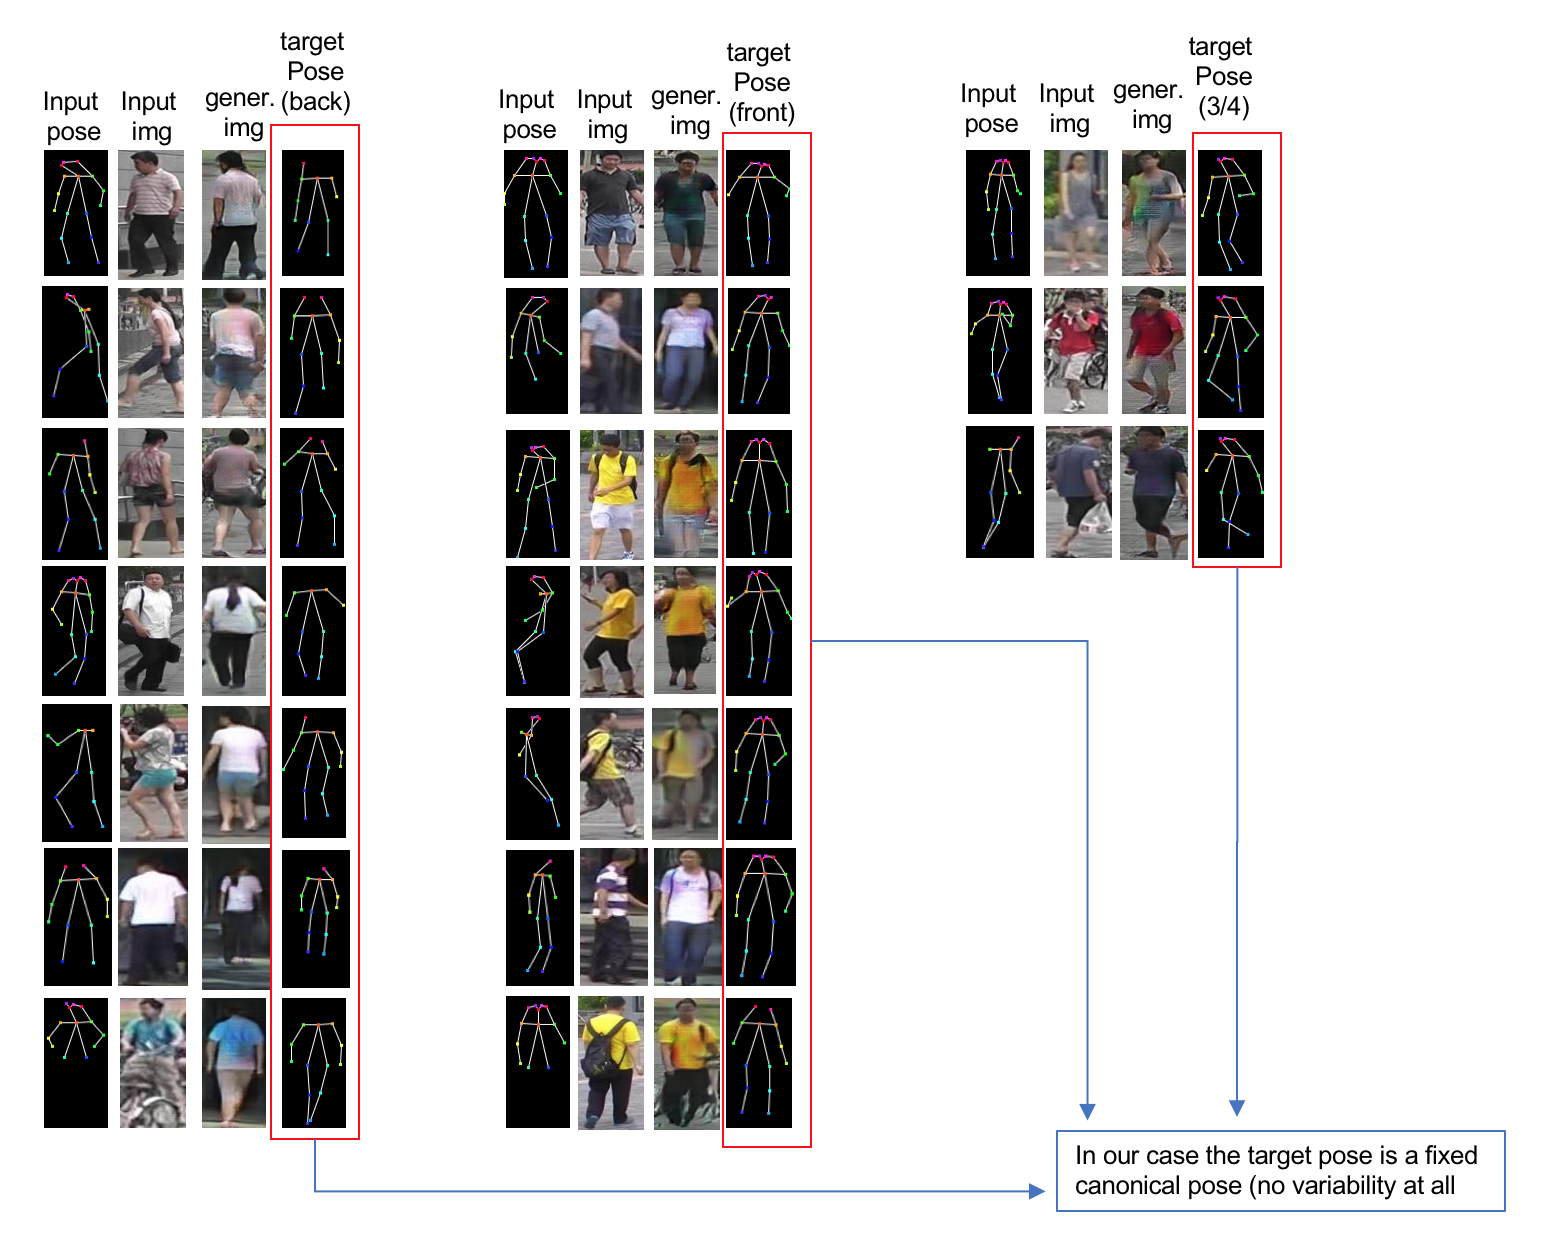 target
Pose
(back)
Input
pose
Input
img
gener.
img
target
Pose
(front)
Input
pose
Input
img
gener.
img
target
Pose
(3/4)
Input
pose
Input
img
gener.
img
In our case the target pose is a fixed
canonical pose (no variability at all